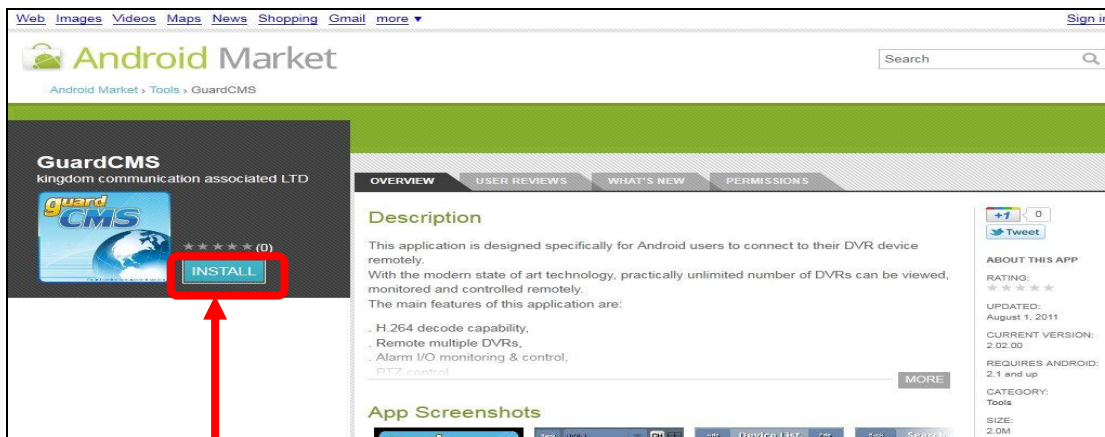 Web Images Videos Maps News Shopping Gmail more ▼ Sign in
Android Market
Search
Android Market › Tools › GuardCMS
GuardCMS
kingdom communication associated LTD
guard
CMS
(0)
INSTALL
OVERVIEW USER REVIEWS WHAT'S NEW PERMISSIONS
Description
This application is designed specifically for Android users to connect to their DVR device
remotely.
With the modern state of art technology, practically unlimited number of DVRs can be viewed,
monitored and controlled remotely.
The main features of this application are:
. H.264 decode capability,
. Remote multiple DVRs,
. Alarm I/O monitoring & control,
. PTZ control
MORE
App Screenshots
Device List
Search
+1 0
Tweet
ABOUT THIS APP
RATING:
UPDATED:
August 1, 2011
CURRENT VERSION:
2.02.00
REQUIRES ANDROID:
2.1 and up
CATEGORY:
Tools
SIZE:
2.0M